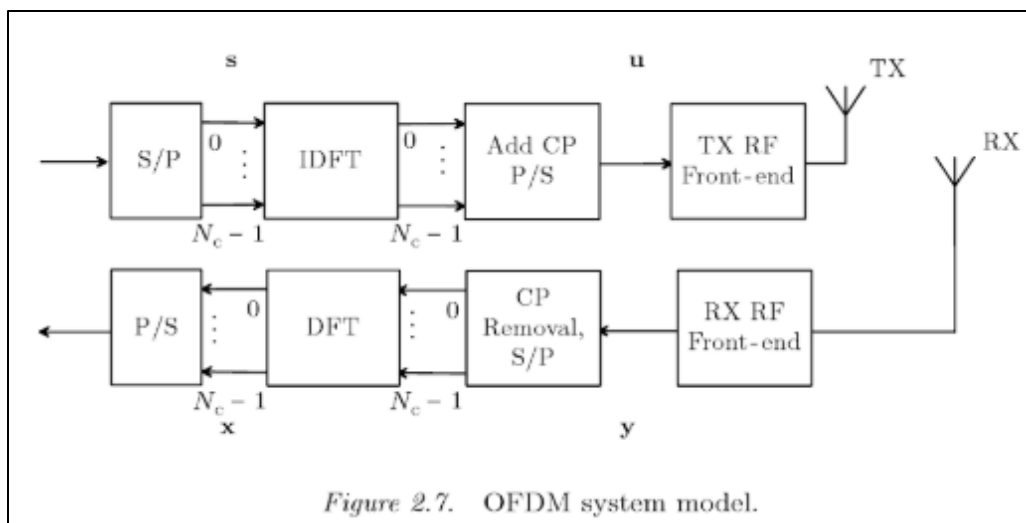 s
u
TX
RX
S/P
0
⋮
N_c − 1
IDFT
0
⋮
N_c − 1
Add CP
P/S
TX RF
Front-end
P/S
0
⋮
N_c − 1
DFT
0
⋮
N_c − 1
CP
Removal,
S/P
RX RF
Front-end
x
y
Figure 2.7. OFDM system model.